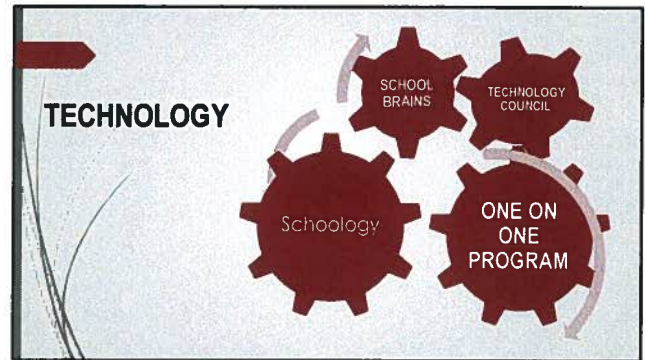 TECHNOLOGY
SCHOOL
BRAINS
TECHNOLOGY
COUNCIL
Schoology
ONE ON
ONE
PROGRAM